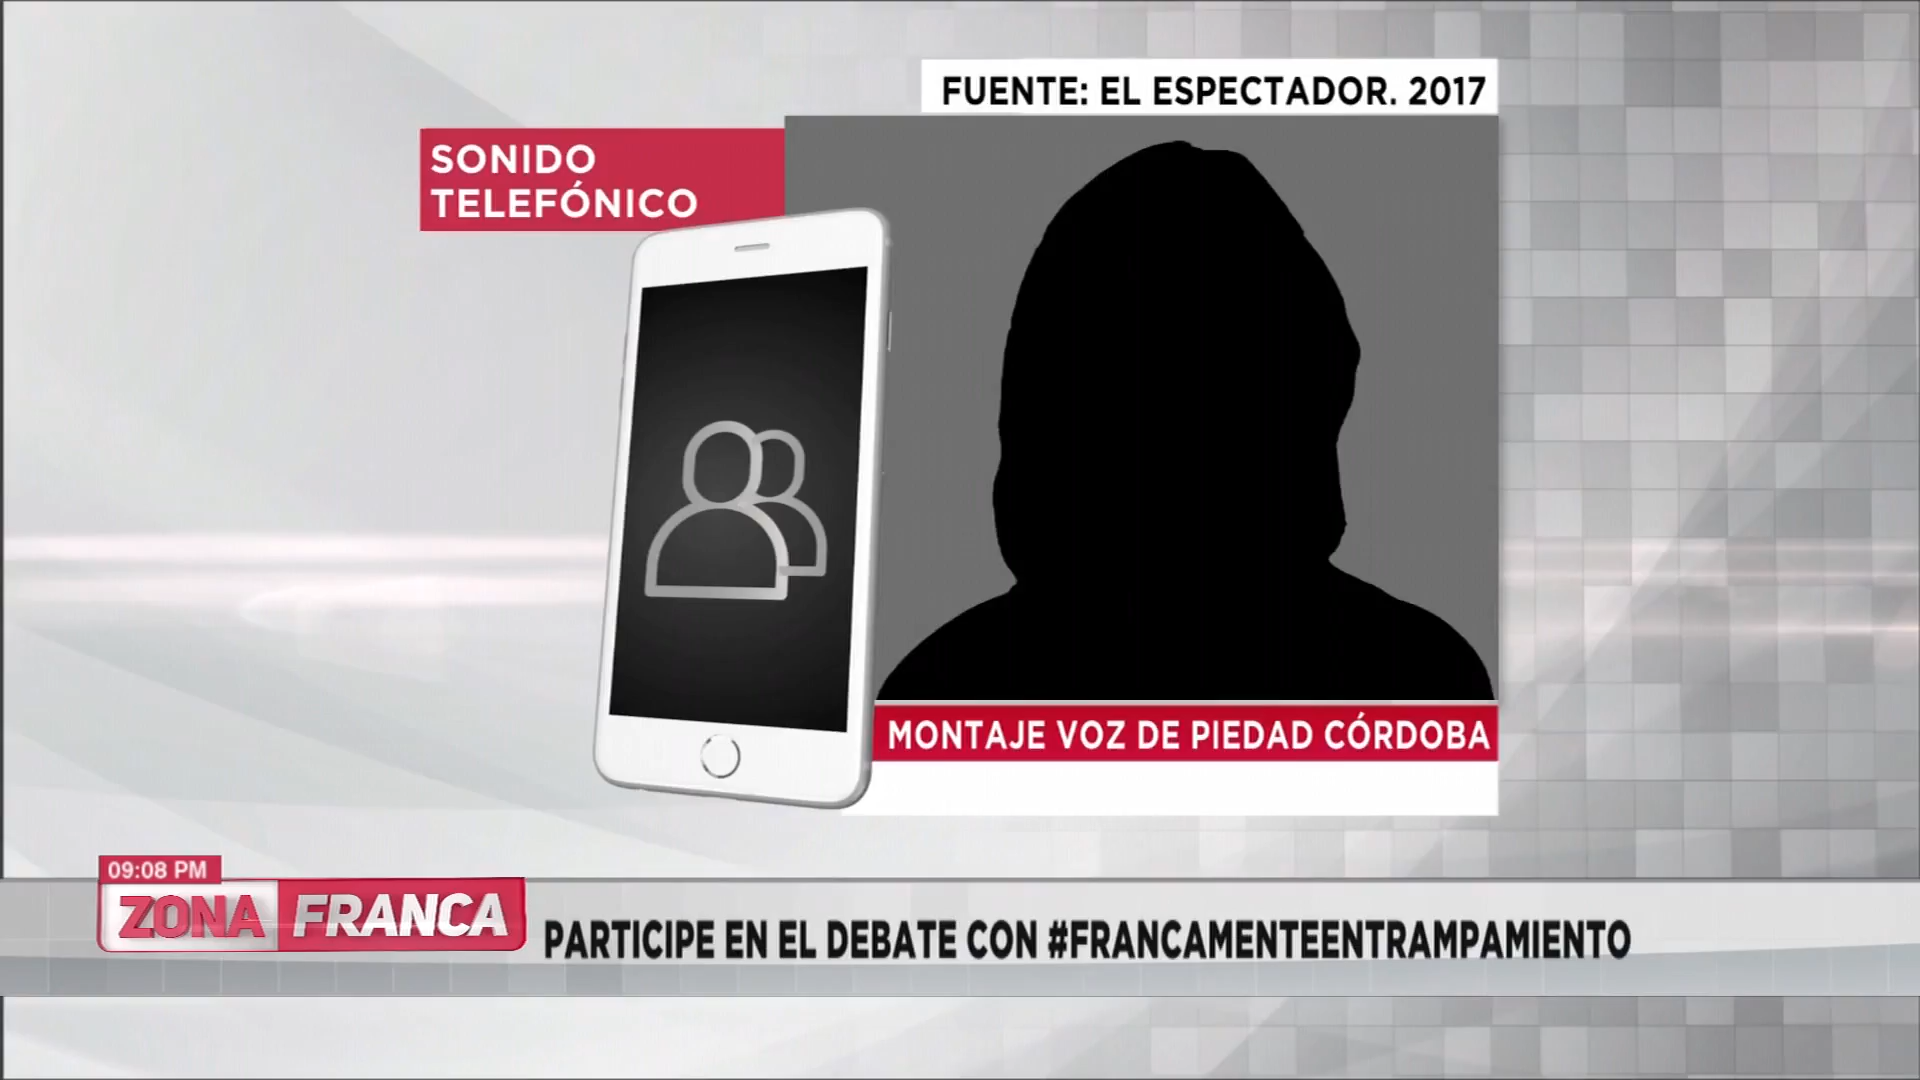 FUENTE: EL ESPECTADOR. 2017
SONIDO
TELEFÓNICO
MONTAJE VOZ DE PIEDAD CÓRDOBA
09:08 PM
ZONA FRANCA
PARTICIPE EN EL DEBATE CON #FRANCAMENTEENTRAMPAMIENTO